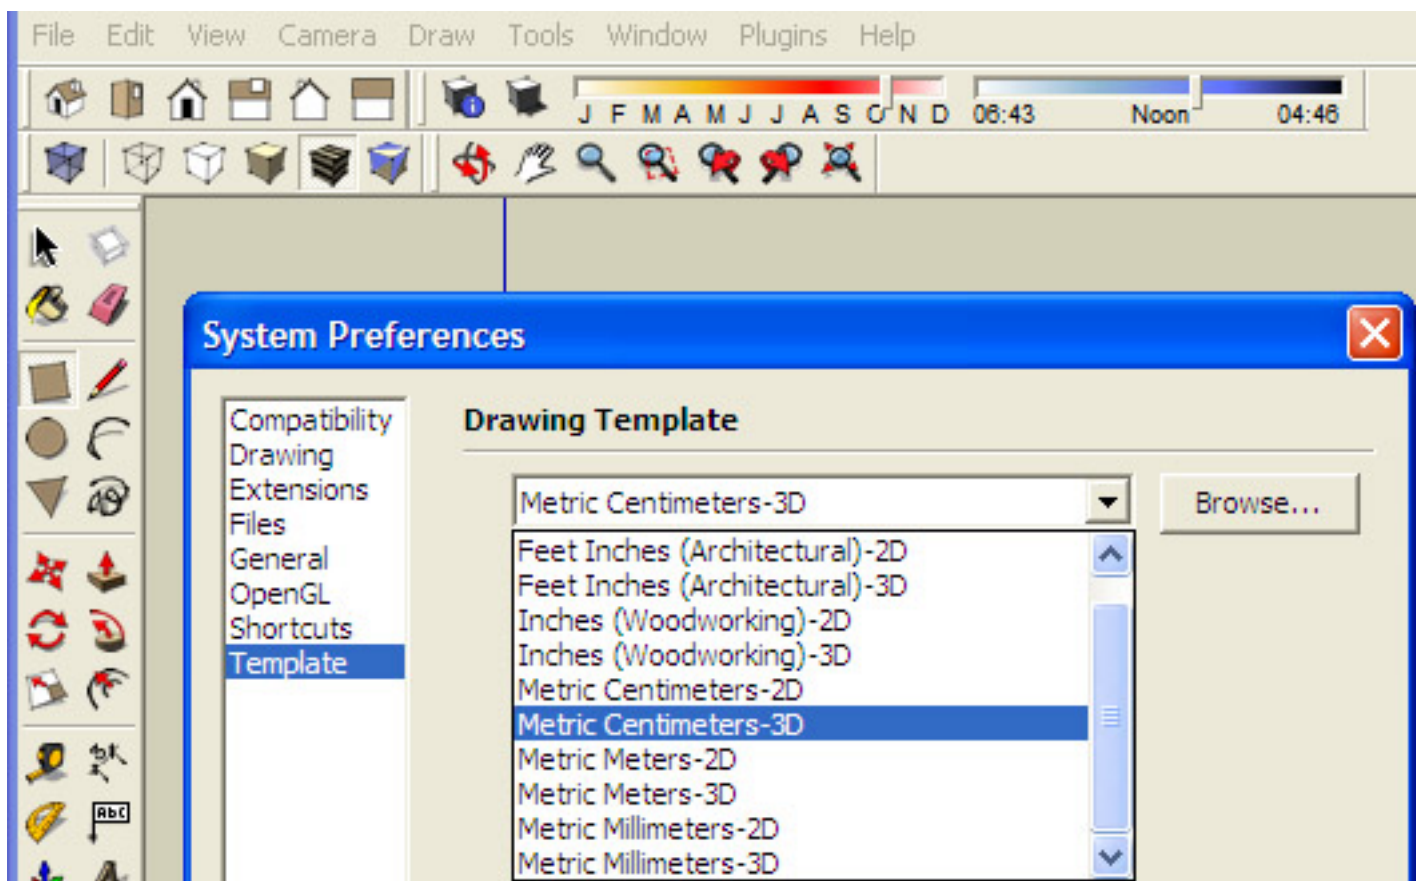 File Edit View Camera Draw Tools Window Plugins Help
J F M A M J J A S O N D 06:43 Noon 04:46
System Preferences
Compatibility
Drawing
Extensions
Files
General
OpenGL
Shortcuts
Template
Drawing Template
Metric Centimeters-3D
Browse...
Feet Inches (Architectural)-2D
Feet Inches (Architectural)-3D
Inches (Woodworking)-2D
Inches (Woodworking)-3D
Metric Centimeters-2D
Metric Centimeters-3D
Metric Meters-2D
Metric Meters-3D
Metric Millimeters-2D
Metric Millimeters-3D
ABC